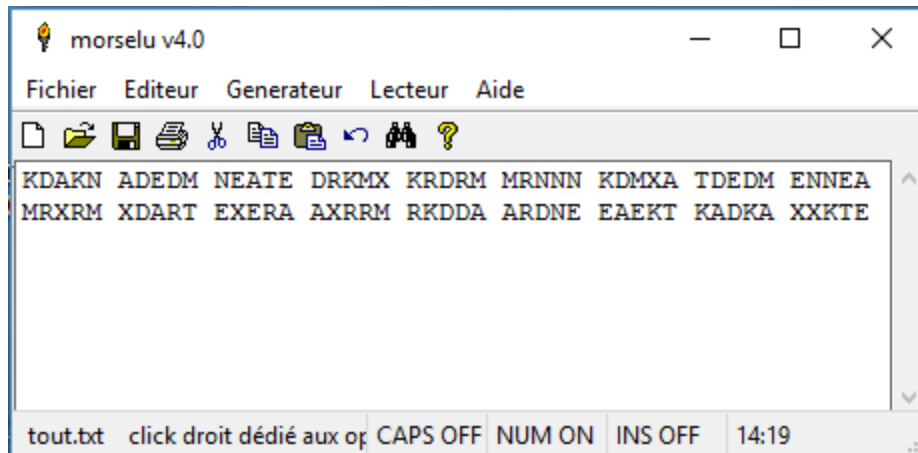 morselu v4.0
Fichier Editeur Generateur Lecteur Aide
KDAKN ADEDM NEATE DRKMX KRDRM MRNNN KDMXA TDEDM ENNEA
MRXRM XDART EXERA AXRRM RKDDA ARDNE EAEKT KADKA XXKTE
tout.txt click droit dédié aux op CAPS OFF NUM ON INS OFF 14:19